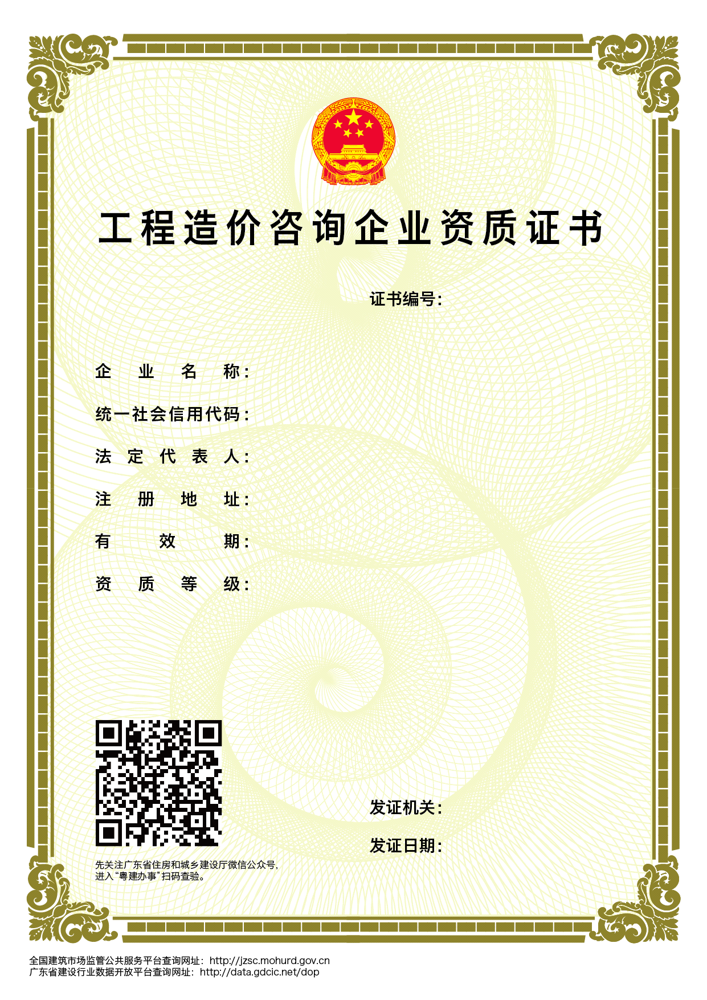 工程造价咨询企业资质证书
证书编号：
企业名称：
统一社会信用代码：
法定代表人：
注册地址：
有效期：
资质等级：
发证机关：
发证日期：
先关注广东省住房和城乡建设厅微信公众号，
进入“粤建办事”扫码查验。
全国建筑市场监管公共服务平台查询网址：http://jzsc.mohurd.gov.cn
广东省建设行业数据开放平台查询网址：http://data.gdcic.net/dop